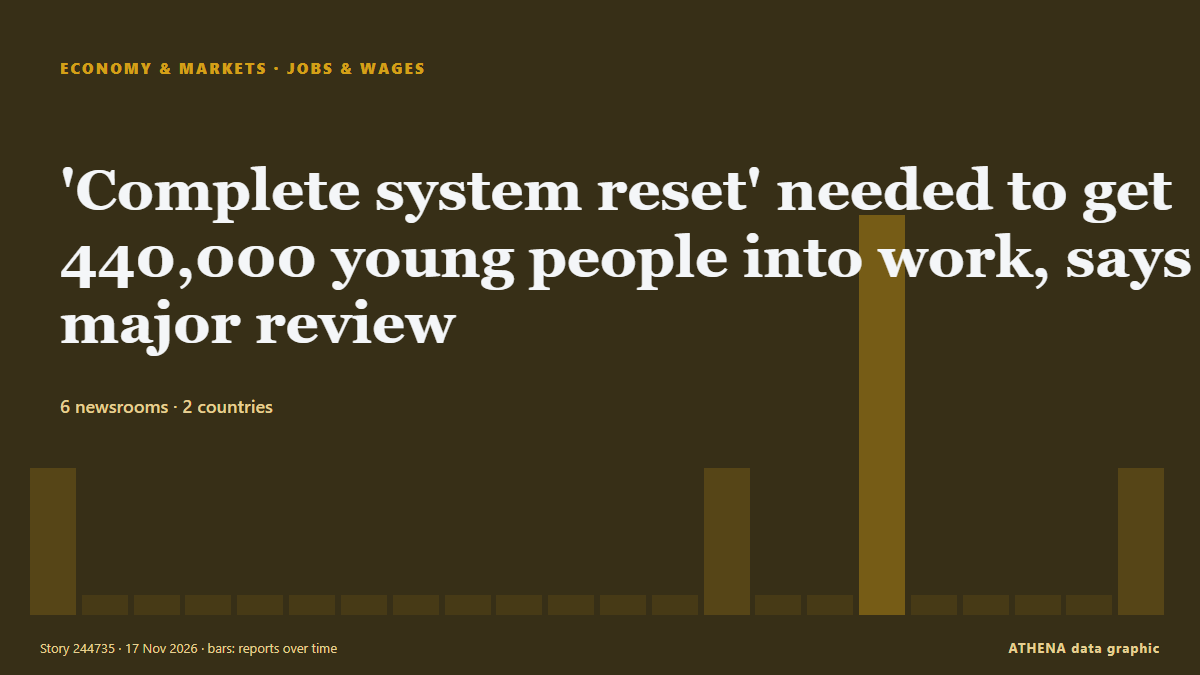 ECONOMY & MARKETS · JOBS & WAGES
'Complete system reset' needed to get
440,000 young people into work, says
major review
6 newsrooms · 2 countries
Story 244735 · 17 Nov 2026 · bars: reports over time
ATHENA data graphic